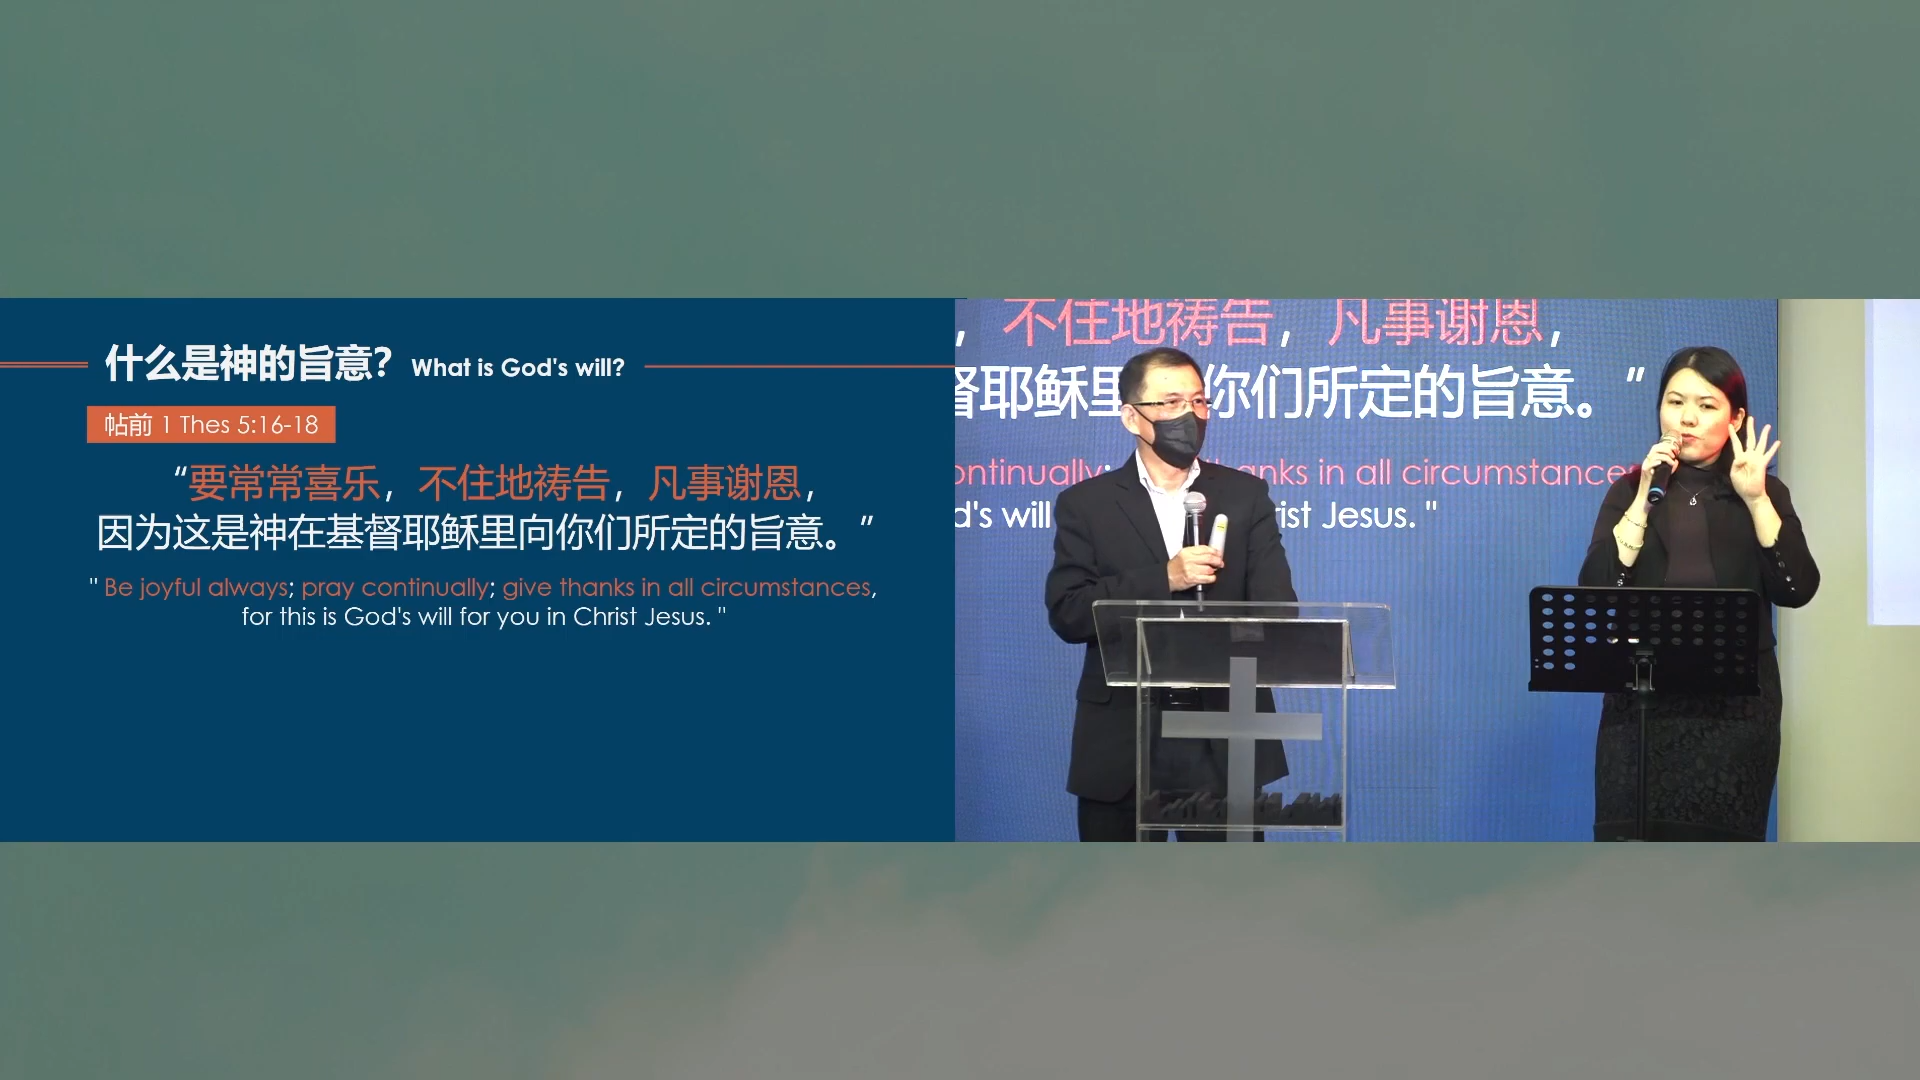 什么是神的旨意？ What is God's will?
帖前 1 Thes 5:16-18
“要常常喜乐，不住地祷告，凡事谢恩，
因为这是神在基督耶稣里向你们所定的旨意。”
" Be joyful always; pray continually; give thanks in all circumstances,
for this is God's will for you in Christ Jesus. "
，不住地祷告，凡事谢恩，
督耶稣里 你们所定的旨意。”
ontinually; thanks in all circumstances
d's will rist Jesus. "